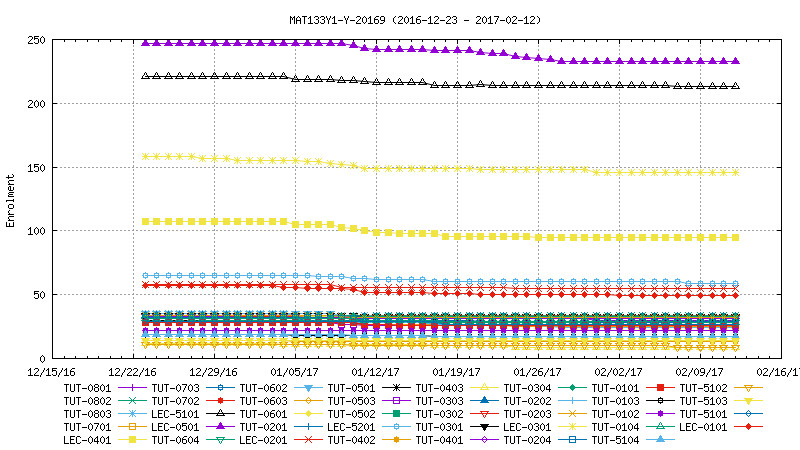 MAT133Y1-Y-20169 (2016-12-23 - 2017-02-12)
250
200
150
100
50
0
Enrolment
12/15/16 12/22/16 12/29/16 01/05/17 01/12/17 01/19/17 01/26/17 02/02/17 02/09/17 02/16/17
TUT-0801 TUT-0703 TUT-0602 TUT-0501 TUT-0403 TUT-0304 TUT-0101 TUT-5102
TUT-0802 TUT-0702 TUT-0603 TUT-0503 TUT-0303 TUT-0202 TUT-0103 TUT-5103
TUT-0803 LEC-5101 TUT-0601 TUT-0502 TUT-0302 TUT-0203 TUT-0102 TUT-5101
TUT-0701 LEC-0501 TUT-0201 LEC-5201 TUT-0301 LEC-0301 TUT-0104 LEC-0101
LEC-0401 TUT-0604 LEC-0201 TUT-0402 TUT-0401 TUT-0204 TUT-5104